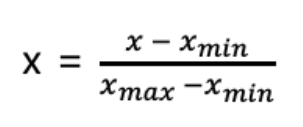 x = (x − x_min) / (x_max − x_min)